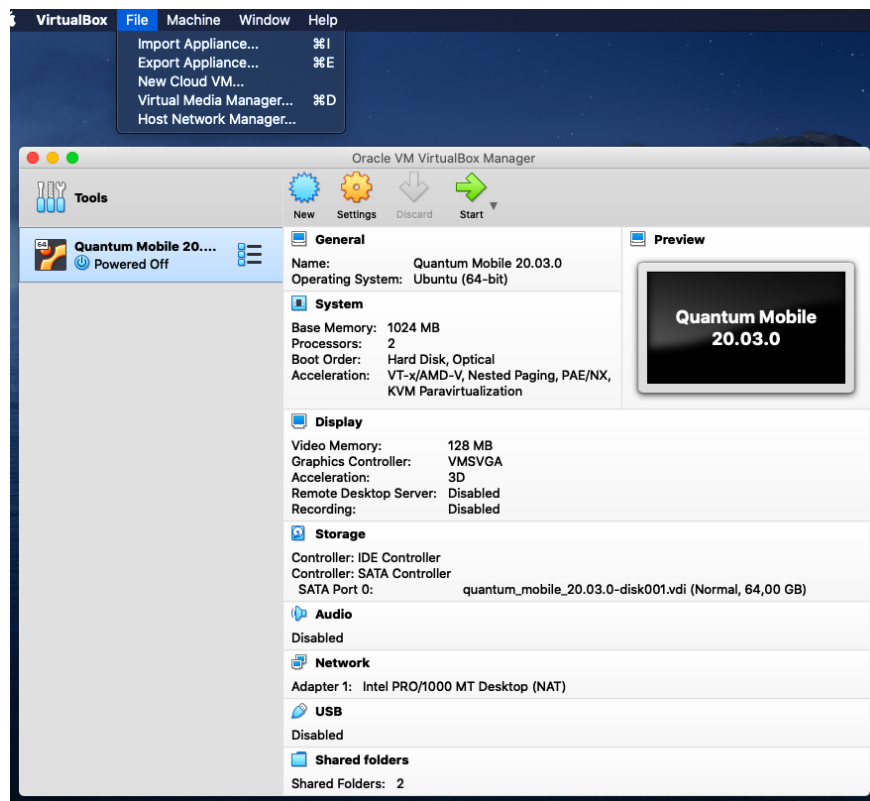 VirtualBox File Machine Window Help
Import Appliance... ⌘I
Export Appliance... ⌘E
New Cloud VM...
Virtual Media Manager... ⌘D
Host Network Manager...
Oracle VM VirtualBox Manager
Tools
New Settings Discard Start
64 Quantum Mobile 20....
Powered Off
General
Name: Quantum Mobile 20.03.0
Operating System: Ubuntu (64-bit)
Preview
Quantum Mobile
20.03.0
System
Base Memory: 1024 MB
Processors: 2
Boot Order: Hard Disk, Optical
Acceleration: VT-x/AMD-V, Nested Paging, PAE/NX,
KVM Paravirtualization
Display
Video Memory: 128 MB
Graphics Controller: VMSVGA
Acceleration: 3D
Remote Desktop Server: Disabled
Recording: Disabled
Storage
Controller: IDE Controller
Controller: SATA Controller
SATA Port 0: quantum_mobile_20.03.0-disk001.vdi (Normal, 64,00 GB)
Audio
Disabled
Network
Adapter 1: Intel PRO/1000 MT Desktop (NAT)
USB
Disabled
Shared folders
Shared Folders: 2